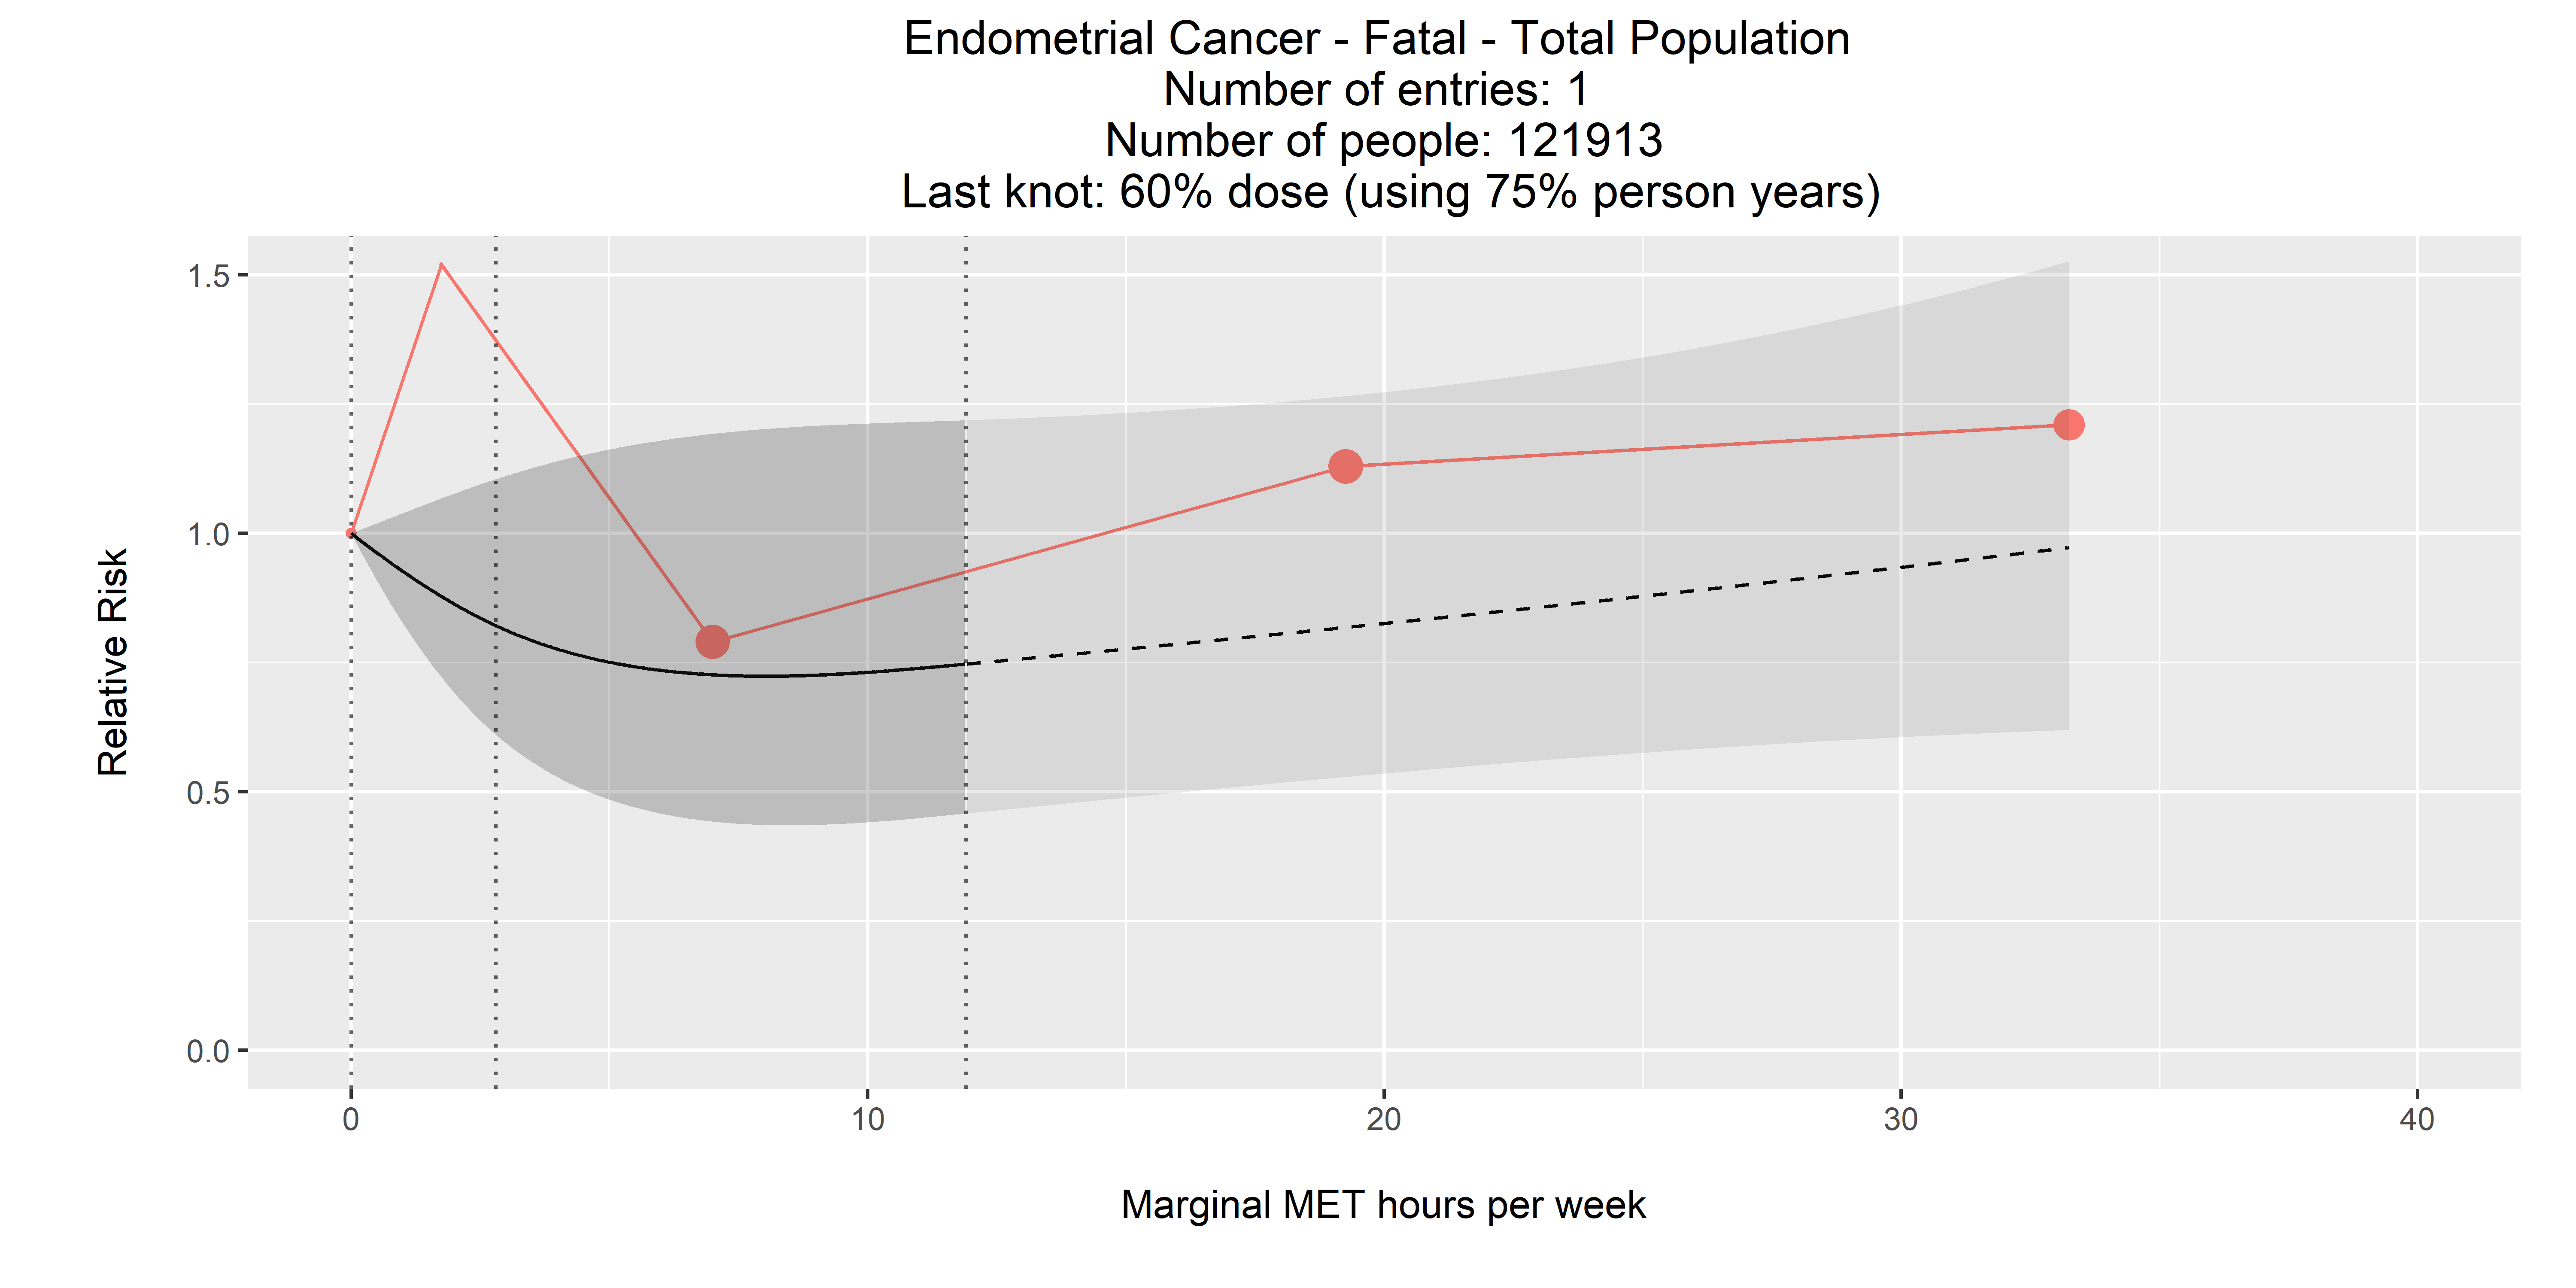 Endometrial Cancer - Fatal - Total Population
Number of entries: 1
Number of people: 121913
Last knot: 60% dose (using 75% person years)
1.5
1.0
0.5
0.0
Relative Risk
0 10 20 30 40
Marginal MET hours per week